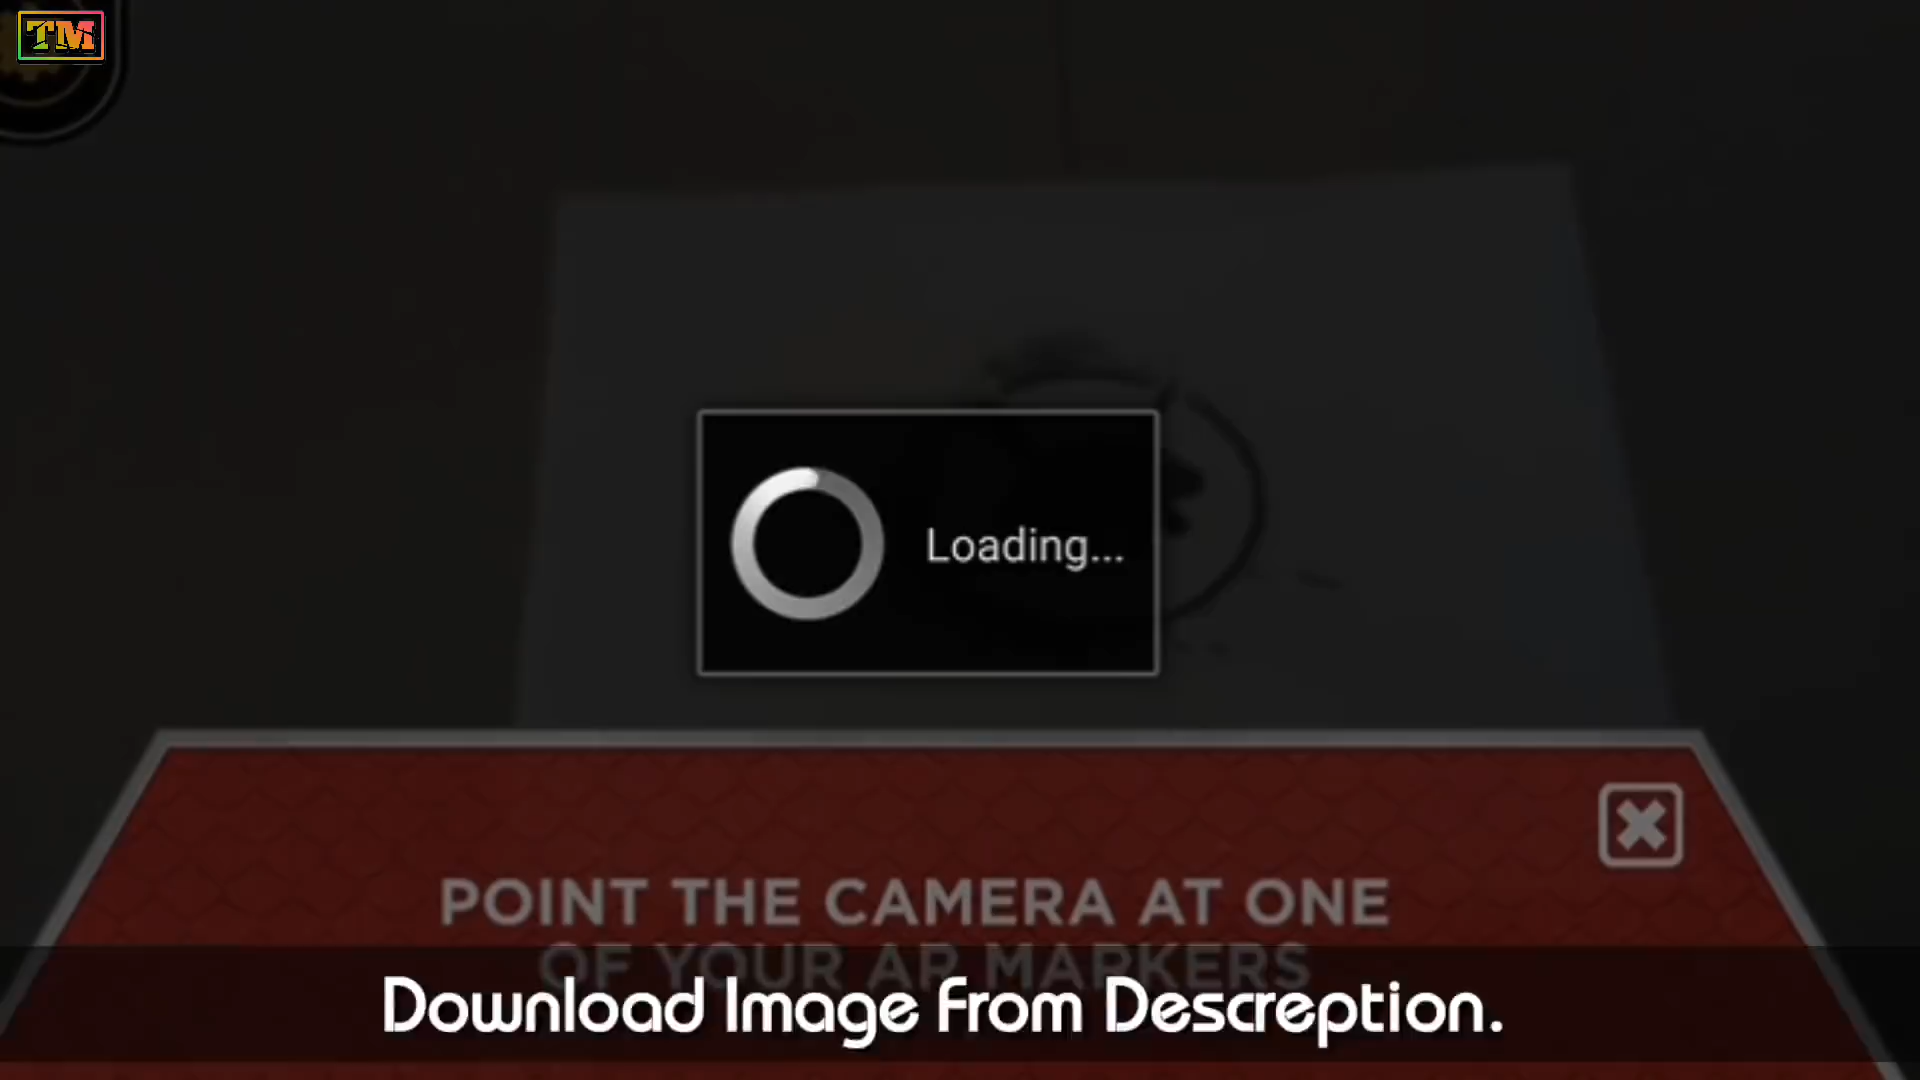 TM
Loading...
POINT THE CAMERA AT ONE
OF YOUR AR MARKERS
Download Image From Descreption.